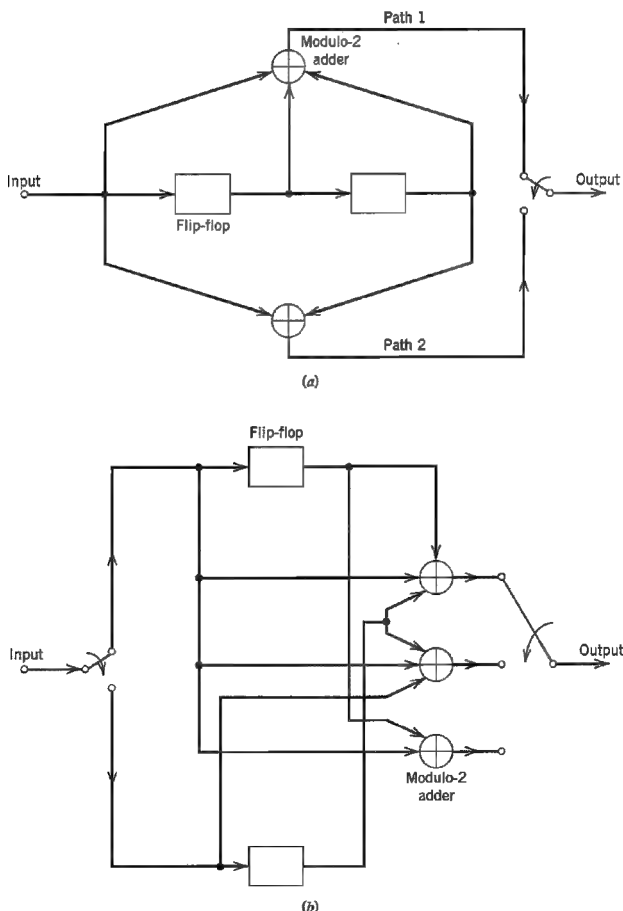 Path 1
Modulo-2
adder
Input
Output
Flip-flop
Path 2
(a)
Flip-flop
Input
Output
Modulo-2
adder
(b)